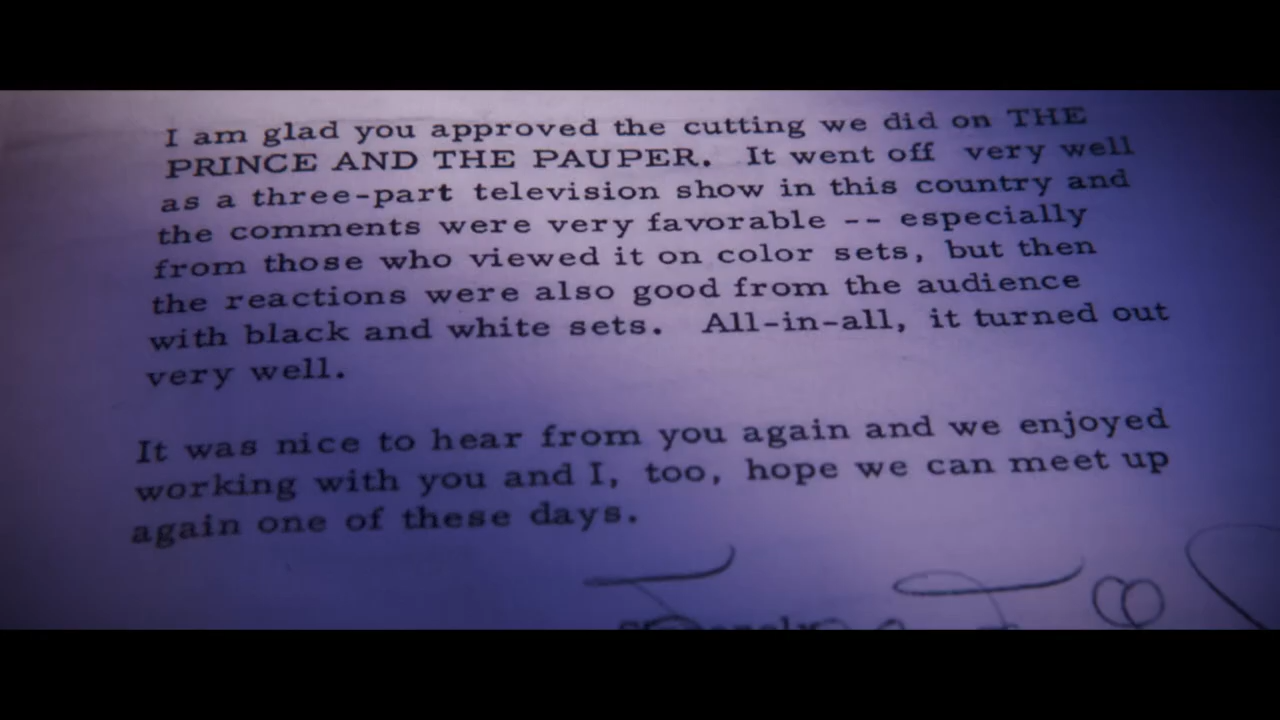 I am glad you approved the cutting we did on THE
PRINCE AND THE PAUPER. It went off very well
as a three-part television show in this country and
the comments were very favorable -- especially
from those who viewed it on color sets, but then
the reactions were also good from the audience
with black and white sets. All-in-all, it turned out
very well.
It was nice to hear from you again and we enjoyed
working with you and I, too, hope we can meet up
again one of these days.